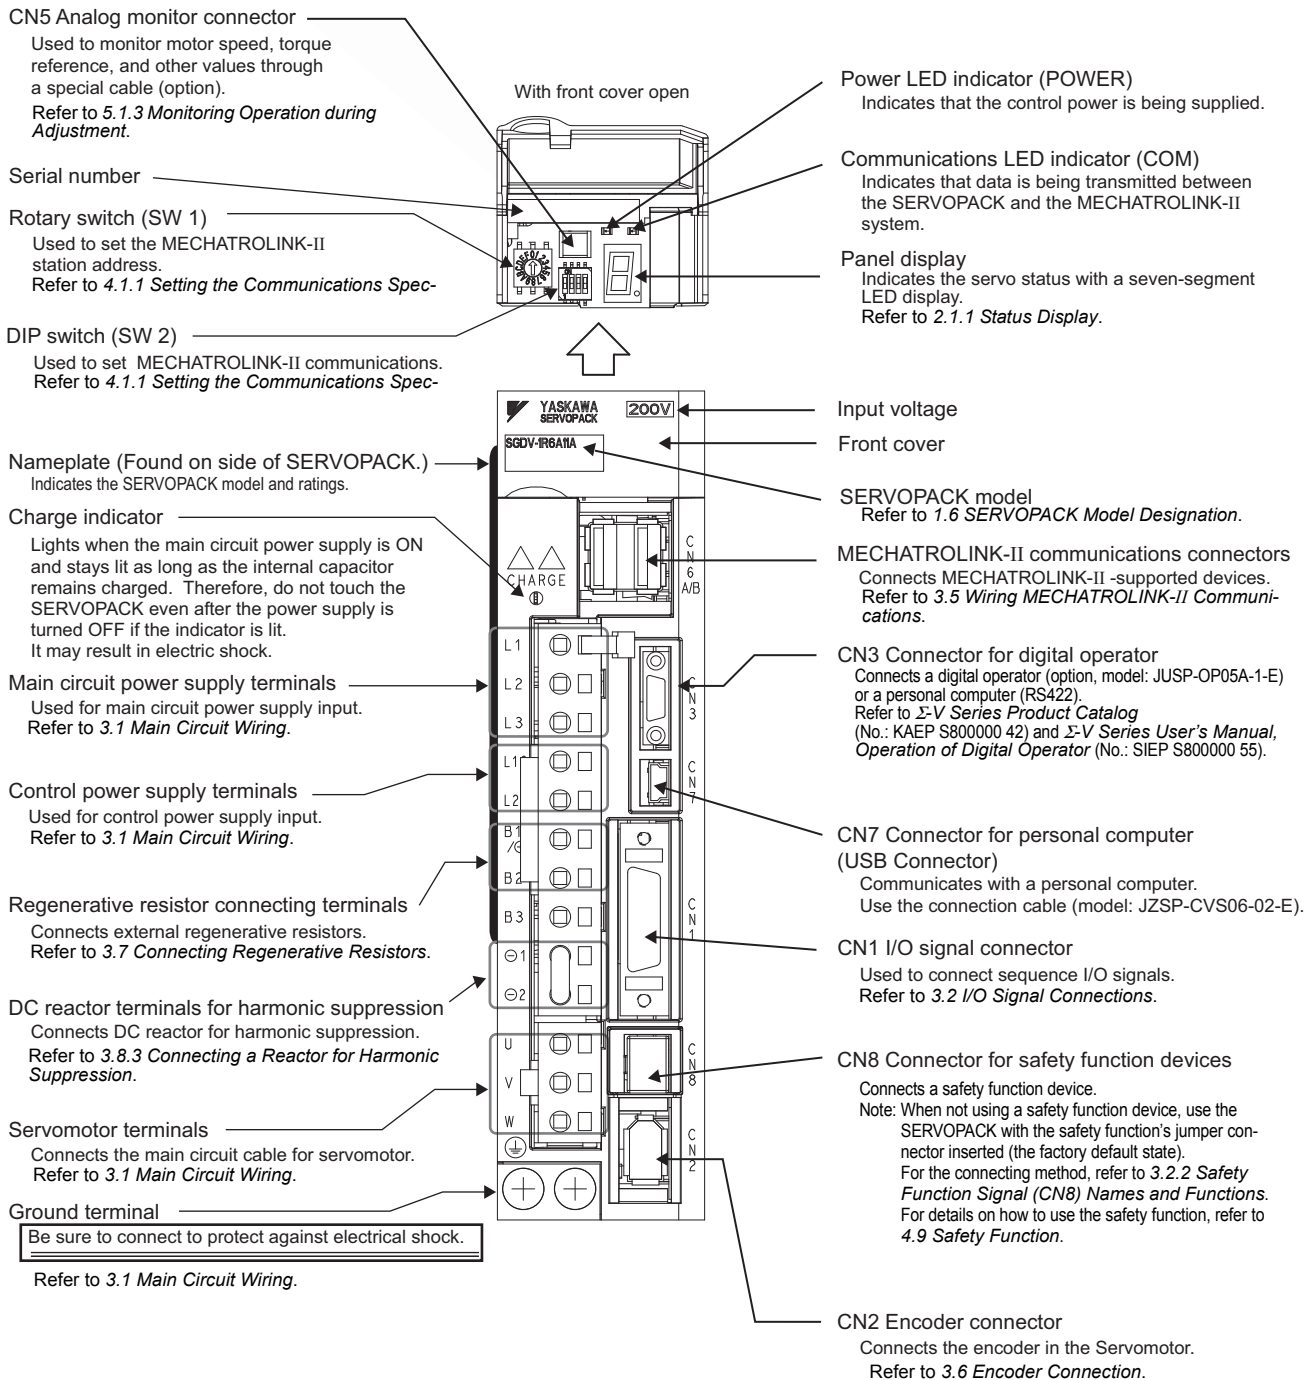 CN5 Analog monitor connector
Used to monitor motor speed, torque
reference, and other values through
a special cable (option).
Refer to 5.1.3 Monitoring Operation during
Adjustment.
Serial number
Rotary switch (SW 1)
Used to set the MECHATROLINK-II
station address.
Refer to 4.1.1 Setting the Communications Spec-
DIP switch (SW 2)
Used to set MECHATROLINK-II communications.
Refer to 4.1.1 Setting the Communications Spec-
Nameplate (Found on side of SERVOPACK.)
Indicates the SERVOPACK model and ratings.
Charge indicator
Lights when the main circuit power supply is ON
and stays lit as long as the internal capacitor
remains charged. Therefore, do not touch the
SERVOPACK even after the power supply is
turned OFF if the indicator is lit.
It may result in electric shock.
Main circuit power supply terminals
Used for main circuit power supply input.
Refer to 3.1 Main Circuit Wiring.
Control power supply terminals
Used for control power supply input.
Refer to 3.1 Main Circuit Wiring.
Regenerative resistor connecting terminals
Connects external regenerative resistors.
Refer to 3.7 Connecting Regenerative Resistors.
DC reactor terminals for harmonic suppression
Connects DC reactor for harmonic suppression.
Refer to 3.8.3 Connecting a Reactor for Harmonic
Suppression.
Servomotor terminals
Connects the main circuit cable for servomotor.
Refer to 3.1 Main Circuit Wiring.
Ground terminal
Be sure to connect to protect against electrical shock.
Refer to 3.1 Main Circuit Wiring.
With front cover open
YASKAWA
SERVOPACK
200V
SGDV-1R6A11A
CHARGE
CN6
A/B
L1
L2
L3
CN3
L1
L2
CN7
B1
/⊖
B2
B3
CN1
⊖1
⊖2
U
V
W
CN8
CN2
Power LED indicator (POWER)
Indicates that the control power is being supplied.
Communications LED indicator (COM)
Indicates that data is being transmitted between
the SERVOPACK and the MECHATROLINK-II
system.
Panel display
Indicates the servo status with a seven-segment
LED display.
Refer to 2.1.1 Status Display.
Input voltage
Front cover
SERVOPACK model
Refer to 1.6 SERVOPACK Model Designation.
MECHATROLINK-II communications connectors
Connects MECHATROLINK-II -supported devices.
Refer to 3.5 Wiring MECHATROLINK-II Communi-
cations.
CN3 Connector for digital operator
Connects a digital operator (option, model: JUSP-OP05A-1-E)
or a personal computer (RS422).
Refer to Σ-V Series Product Catalog
(No.: KAEP S800000 42) and Σ-V Series User's Manual,
Operation of Digital Operator (No.: SIEP S800000 55).
CN7 Connector for personal computer
(USB Connector)
Communicates with a personal computer.
Use the connection cable (model: JZSP-CVS06-02-E).
CN1 I/O signal connector
Used to connect sequence I/O signals.
Refer to 3.2 I/O Signal Connections.
CN8 Connector for safety function devices
Connects a safety function device.
Note: When not using a safety function device, use the
SERVOPACK with the safety function's jumper con-
nector inserted (the factory default state).
For the connecting method, refer to 3.2.2 Safety
Function Signal (CN8) Names and Functions.
For details on how to use the safety function, refer to
4.9 Safety Function.
CN2 Encoder connector
Connects the encoder in the Servomotor.
Refer to 3.6 Encoder Connection.